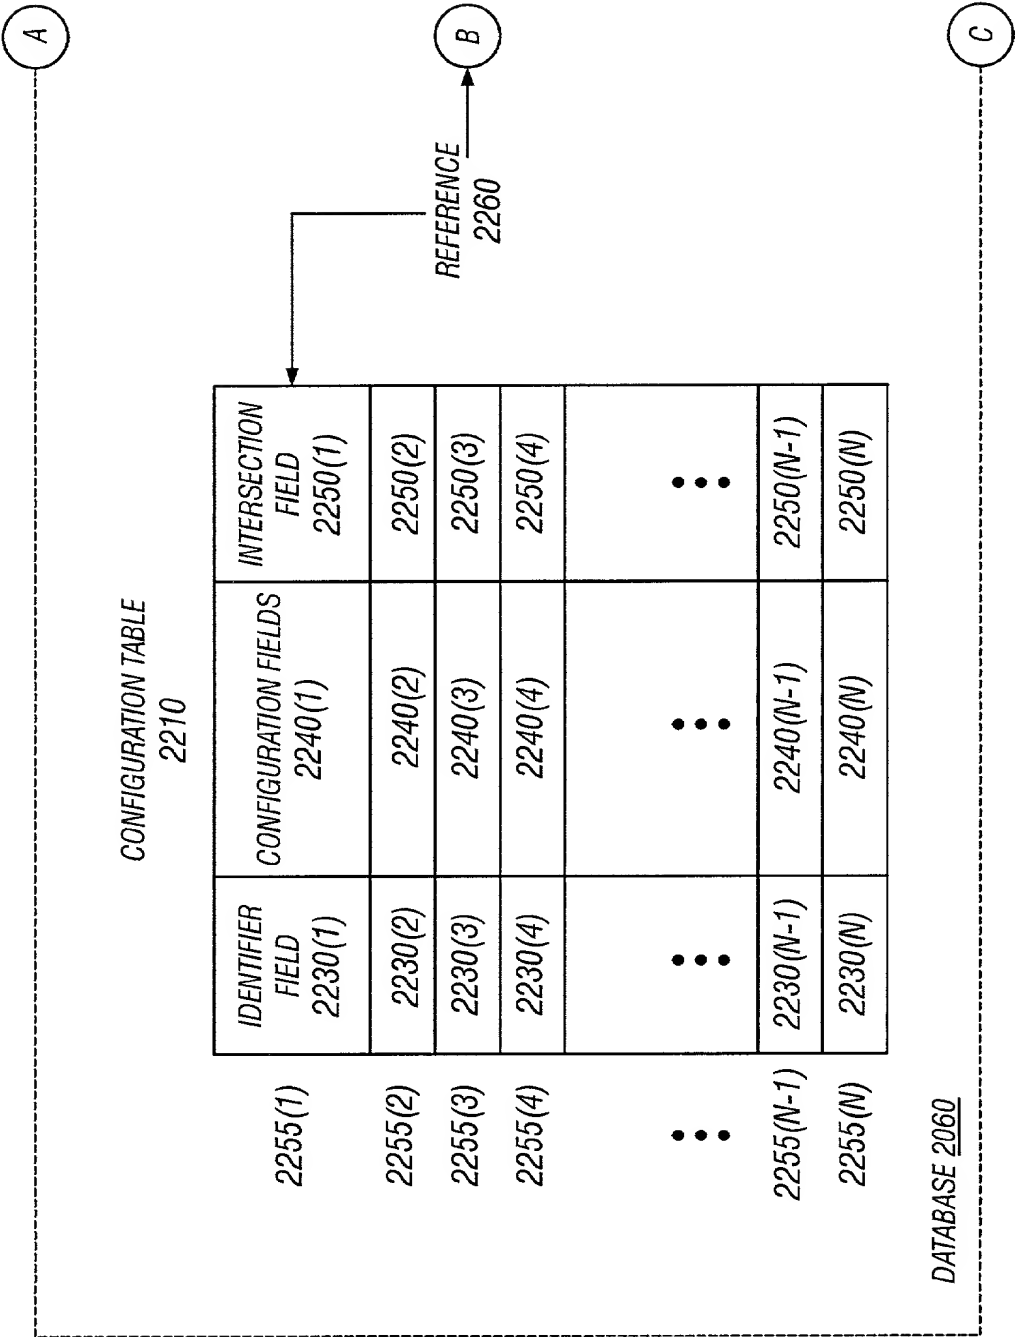 A
CONFIGURATION TABLE
2210
IDENTIFIER
FIELD
2230(1)
CONFIGURATION FIELDS
2240(1)
INTERSECTION
FIELD
2250(1)
2255(1)
2255(2)
2230(2)
2240(2)
2250(2)
2255(3)
2230(3)
2240(3)
2250(3)
2255(4)
2230(4)
2240(4)
2250(4)
2255(N-1)
2230(N-1)
2240(N-1)
2250(N-1)
2255(N)
2230(N)
2240(N)
2250(N)
REFERENCE
2260
B
DATABASE 2060
C